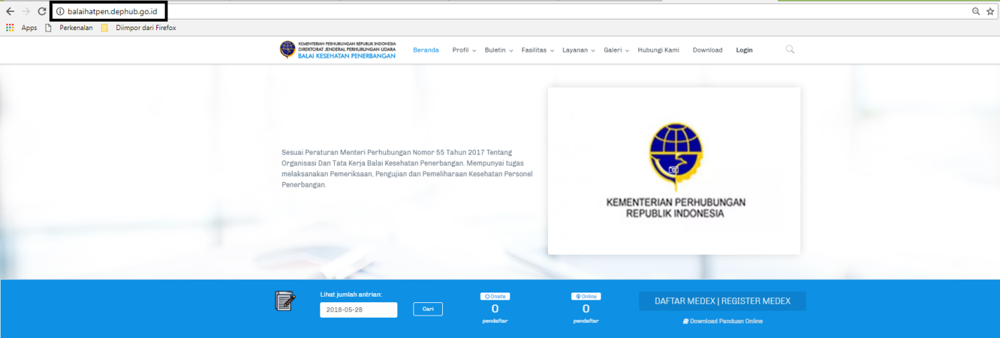 balaihatpen.dephub.go.id
Apps Perkenalan Diimpor dari Firefox
KEMENTERIAN PERHUBUNGAN REPUBLIK INDONESIA
DIREKTORAT JENDERAL PERHUBUNGAN UDARA
BALAI KESEHATAN PENERBANGAN
Beranda Profil Buletin Fasilitas Layanan Galeri Hubungi Kami Download Login
Sesuai Peraturan Menteri Perhubungan Nomor 55 Tahun 2017 Tentang
Organisasi Dan Tata Kerja Balai Kesehatan Penerbangan. Mempunyai tugas
melaksanakan Pemeriksaan, Pengujian dan Pemeliharaan Kesehatan Personel
Penerbangan.
KEMENTERIAN PERHUBUNGAN
REPUBLIK INDONESIA
Lihat jumlah antrian:
2018-05-28
Cari
Onsite
0
pendaftar
Online
0
pendaftar
DAFTAR MEDEX | REGISTER MEDEX
Download Panduan Online